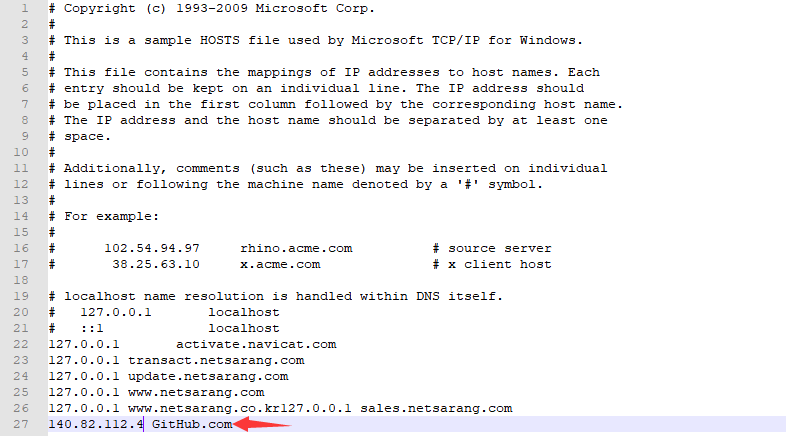 1 # Copyright (c) 1993-2009 Microsoft Corp.
2 #
3 # This is a sample HOSTS file used by Microsoft TCP/IP for Windows.
4 #
5 # This file contains the mappings of IP addresses to host names. Each
6 # entry should be kept on an individual line. The IP address should
7 # be placed in the first column followed by the corresponding host name.
8 # The IP address and the host name should be separated by at least one
9 # space.
10 #
11 # Additionally, comments (such as these) may be inserted on individual
12 # lines or following the machine name denoted by a '#' symbol.
13 #
14 # For example:
15 #
16 #      102.54.94.97     rhino.acme.com          # source server
17 #       38.25.63.10     x.acme.com              # x client host
18
19 # localhost name resolution is handled within DNS itself.
20 #   127.0.0.1       localhost
21 #   ::1             localhost
22 127.0.0.1       activate.navicat.com
23 127.0.0.1 transact.netsarang.com
24 127.0.0.1 update.netsarang.com
25 127.0.0.1 www.netsarang.com
26 127.0.0.1 www.netsarang.co.kr127.0.0.1 sales.netsarang.com
27 140.82.112.4 GitHub.com